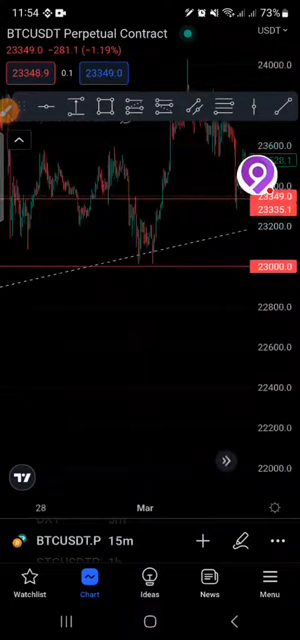 11:54
73%
BTCUSDT Perpetual Contract
USDT
23349.0 −281.1 (−1.19%)
23348.9 0.1 23349.0
24000.0
23600.0
23349.0
23335.1
23200.0
23000.0
22800.0
22600.0
22400.0
22200.0
22000.0
28 Mar
BTCUSDT.P 15m
1h
Watchlist Chart Ideas News Menu